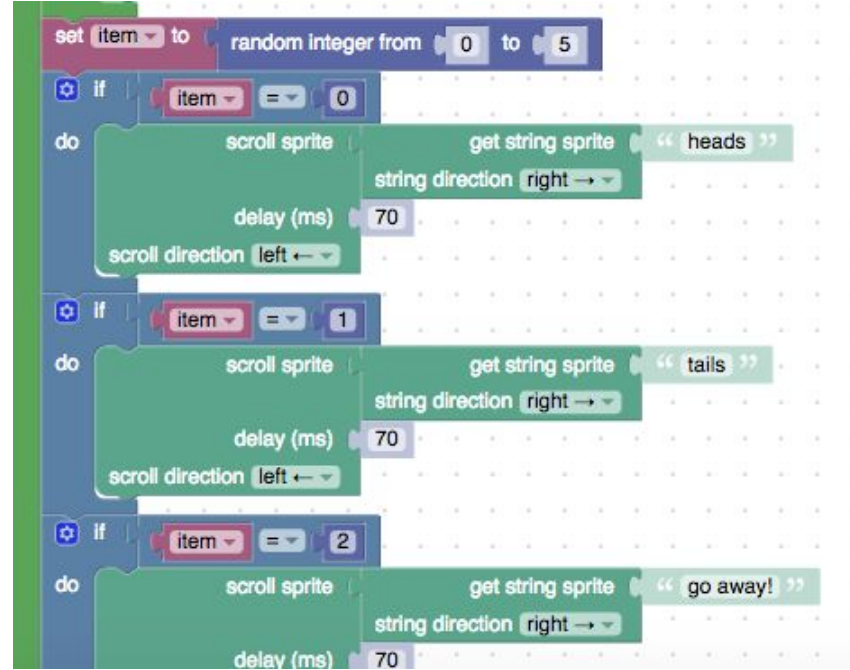 set item to random integer from 0 to 5
if item = 0
do scroll sprite get string sprite “ heads ”
string direction right →
delay (ms) 70
scroll direction left ←
if item = 1
do scroll sprite get string sprite “ tails ”
string direction right →
delay (ms) 70
scroll direction left ←
if item = 2
do scroll sprite get string sprite “ go away! ”
string direction right →
delay (ms) 70